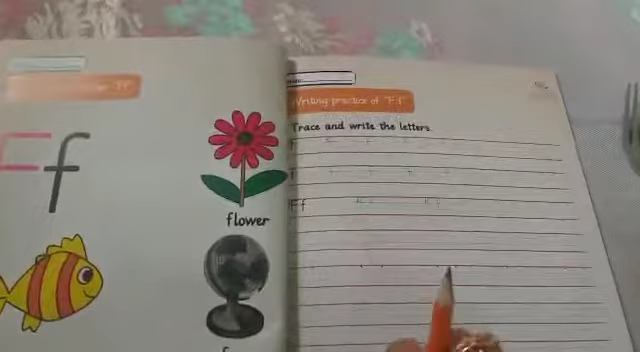 Ff
flower
Writing practice of "Ff"
Trace and write the letters.
F
f
Ff